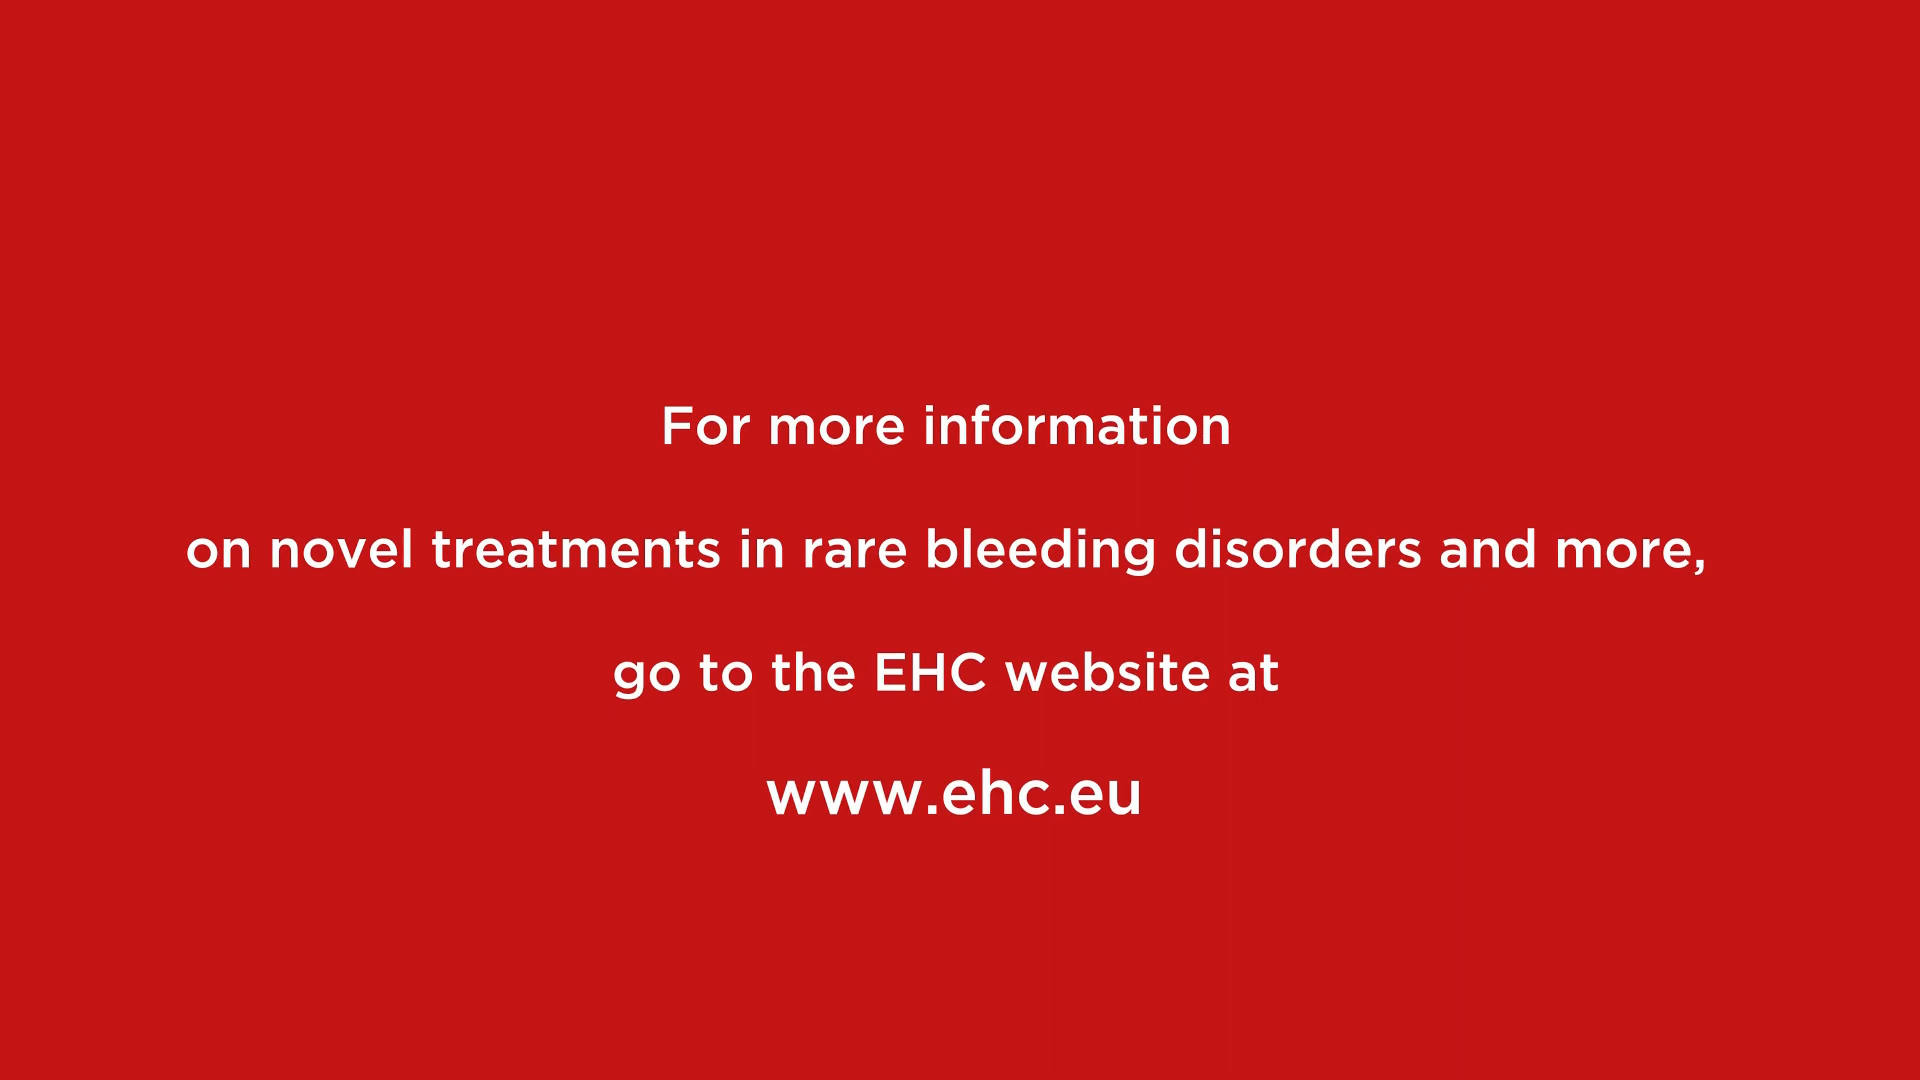 For more information
on novel treatments in rare bleeding disorders and more,
go to the EHC website at
www.ehc.eu